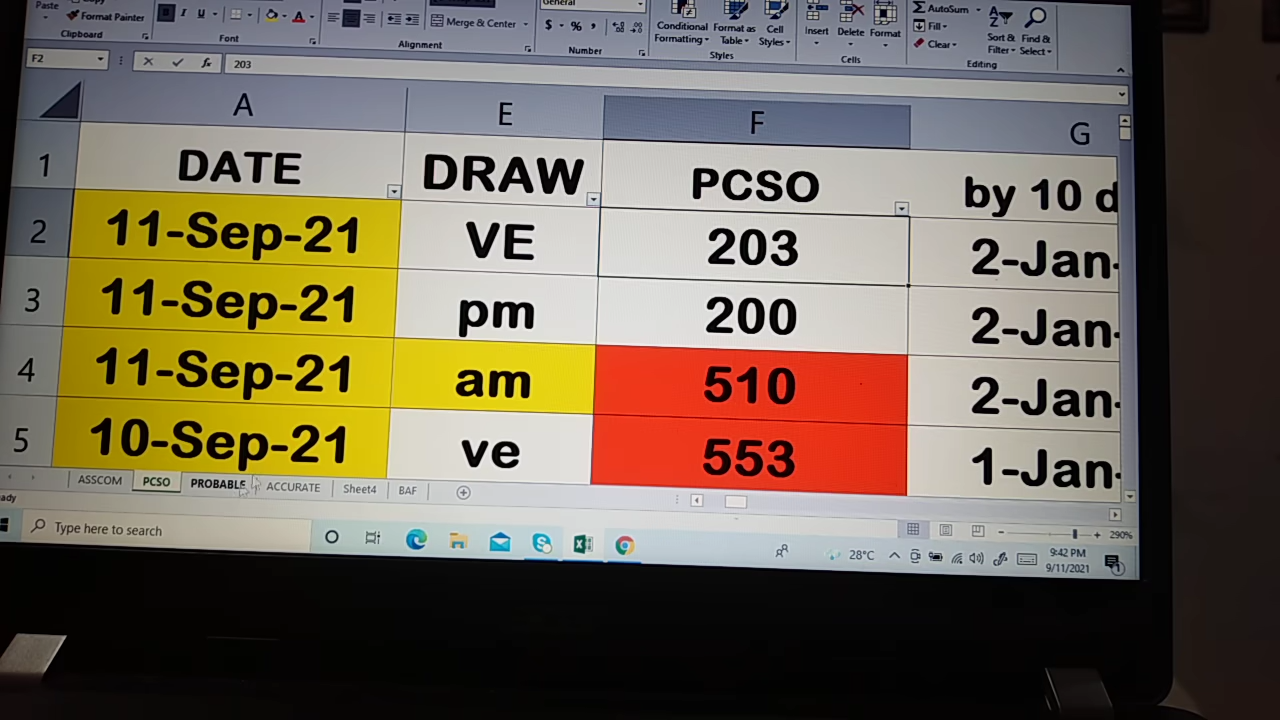 Paste
Format Painter
B I U
Merge & Center
General
$ % ,
Conditional Formatting
Format as Table
Cell Styles
Insert
Delete
Format
AutoSum
Fill
Clear
Sort & Filter
Find & Select
Clipboard
Font
Alignment
Number
Styles
Cells
Editing
F2
fx
203
A E F G
1 DATE DRAW PCSO by 10 d
2 11-Sep-21 VE 203 2-Jan-
3 11-Sep-21 pm 200 2-Jan-
4 11-Sep-21 am 510 2-Jan-
5 10-Sep-21 ve 553 1-Jan-
ASSCOM PCSO PROBABLE ACCURATE Sheet4 BAF
ady
290%
Type here to search
28°C
9:42 PM
9/11/2021